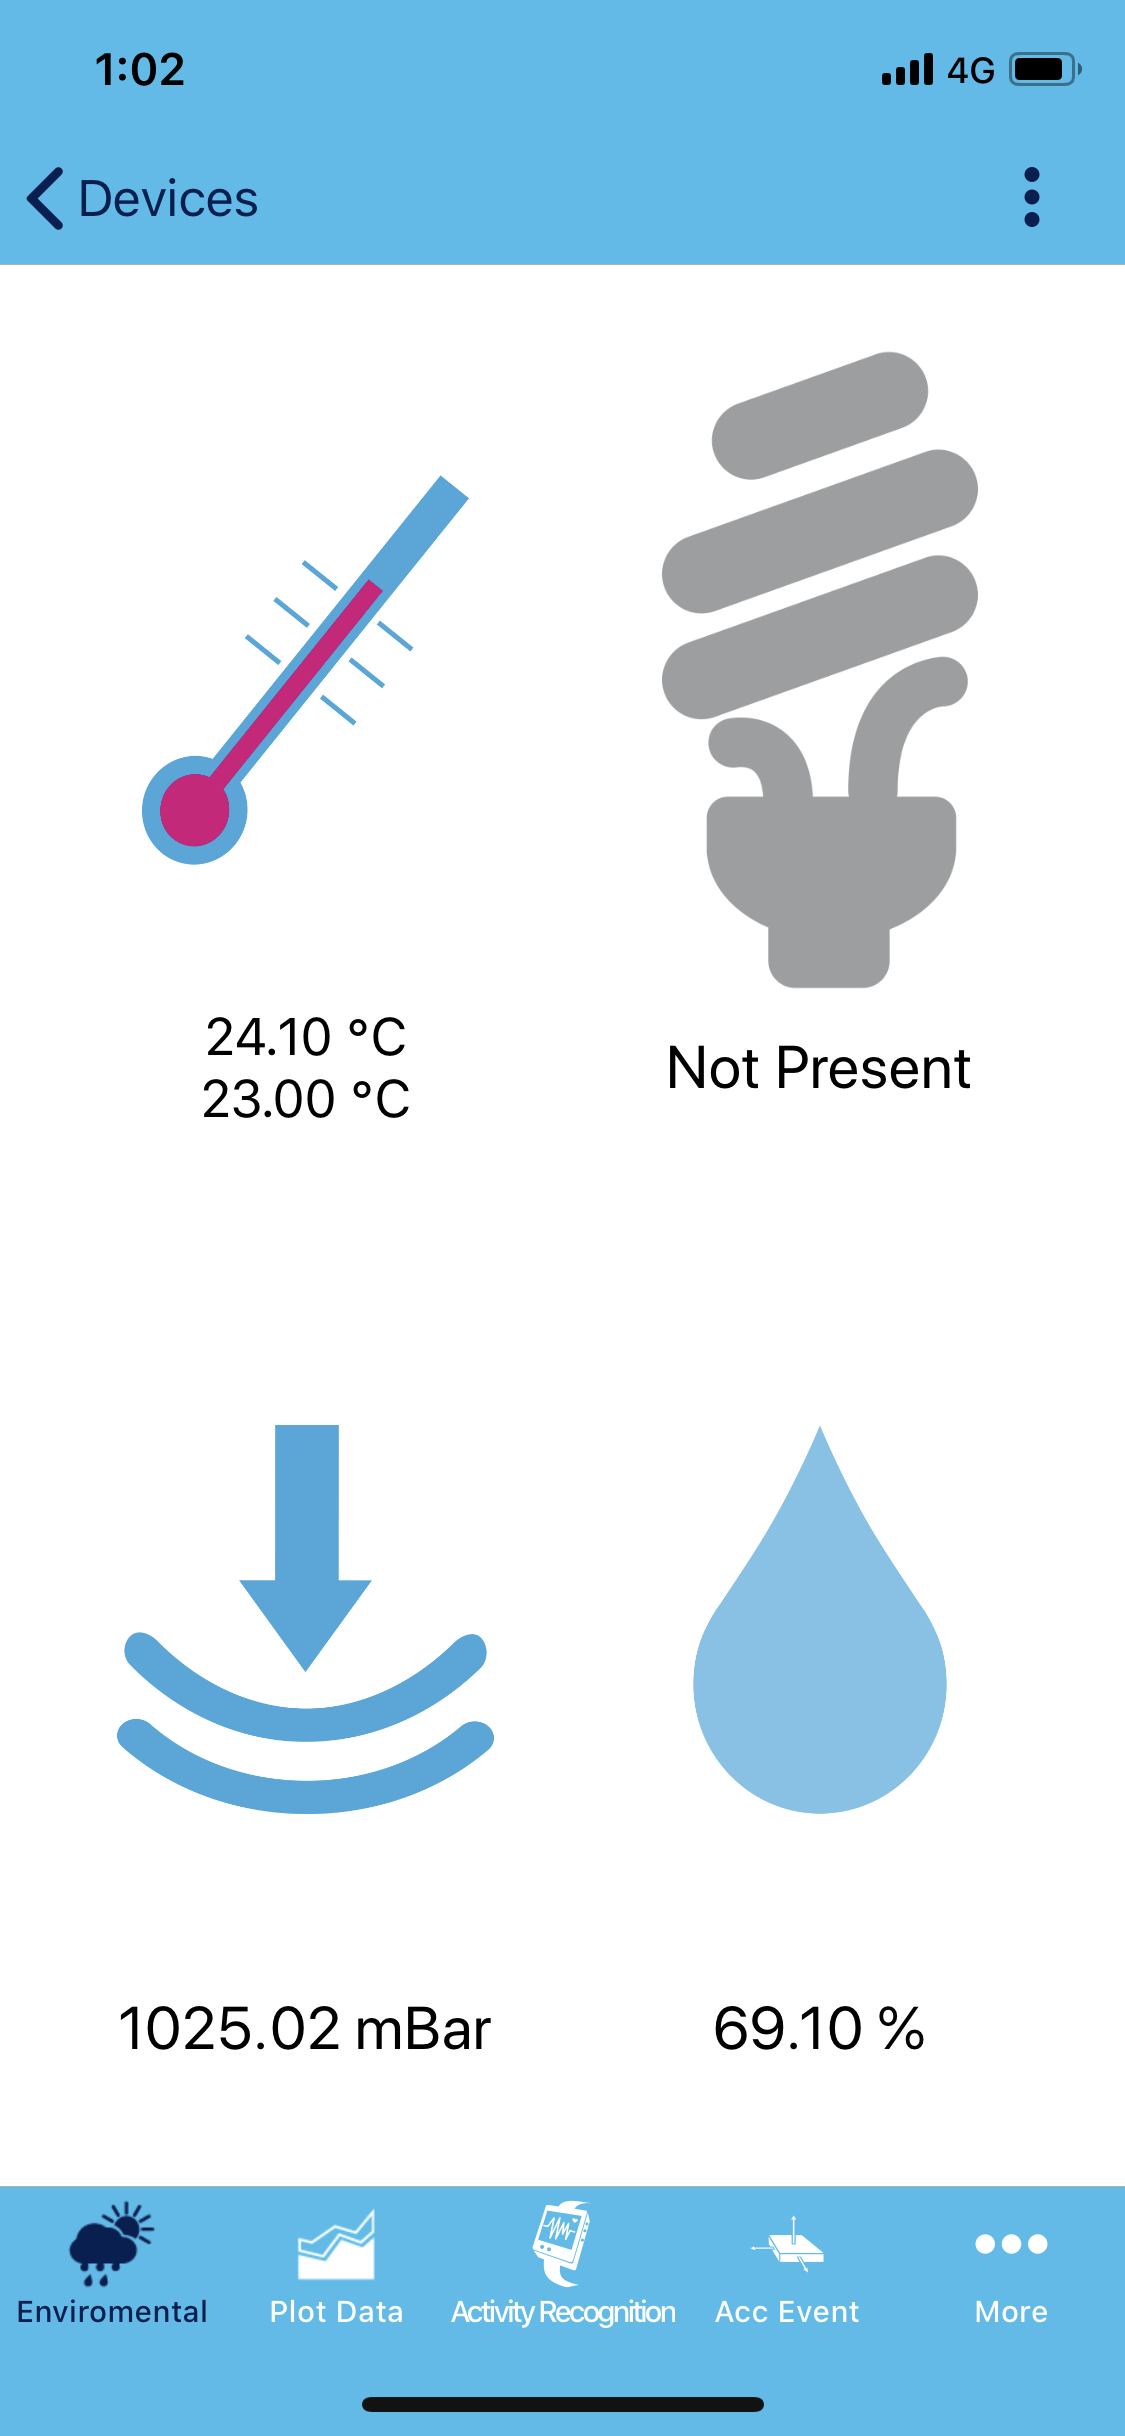 1:02
4G
Devices
24.10 °C
23.00 °C
Not Present
1025.02 mBar
69.10 %
Enviromental
Plot Data
Activity Recognition
Acc Event
More